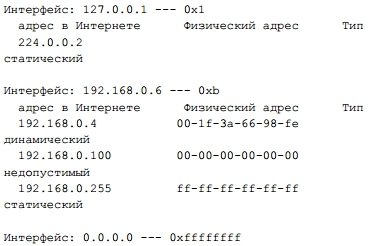 Интерфейс: 127.0.0.1 --- 0x1
адрес в Интернете Физический адрес Тип
224.0.0.2
статический
Интерфейс: 192.168.0.6 --- 0xb
адрес в Интернете Физический адрес Тип
192.168.0.4 00-1f-3a-66-98-fe
динамический
192.168.0.100 00-00-00-00-00-00
недопустимый
192.168.0.255 ff-ff-ff-ff-ff-ff
статический
Интерфейс: 0.0.0.0 --- 0xffffffff